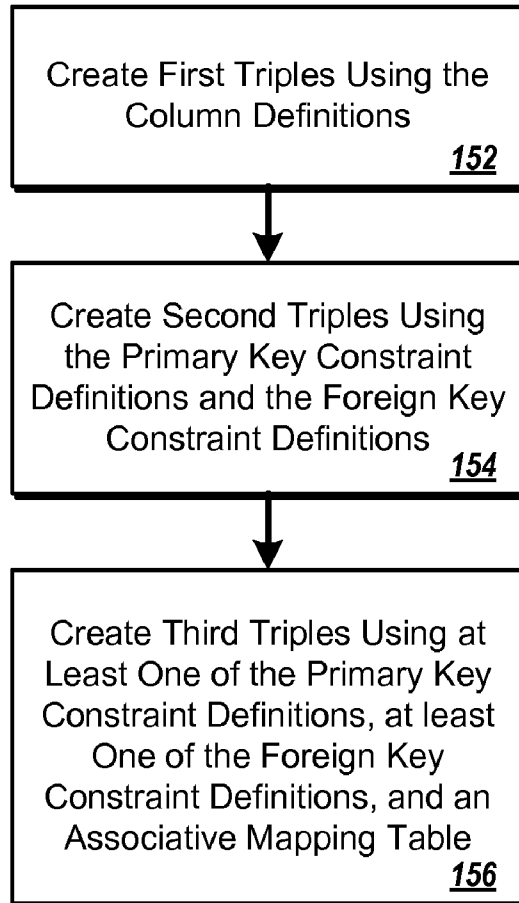 Create First Triples Using the
Column Definitions
152
Create Second Triples Using
the Primary Key Constraint
Definitions and the Foreign Key
Constraint Definitions
154
Create Third Triples Using at
Least One of the Primary Key
Constraint Definitions, at least
One of the Foreign Key
Constraint Definitions, and an
Associative Mapping Table
156